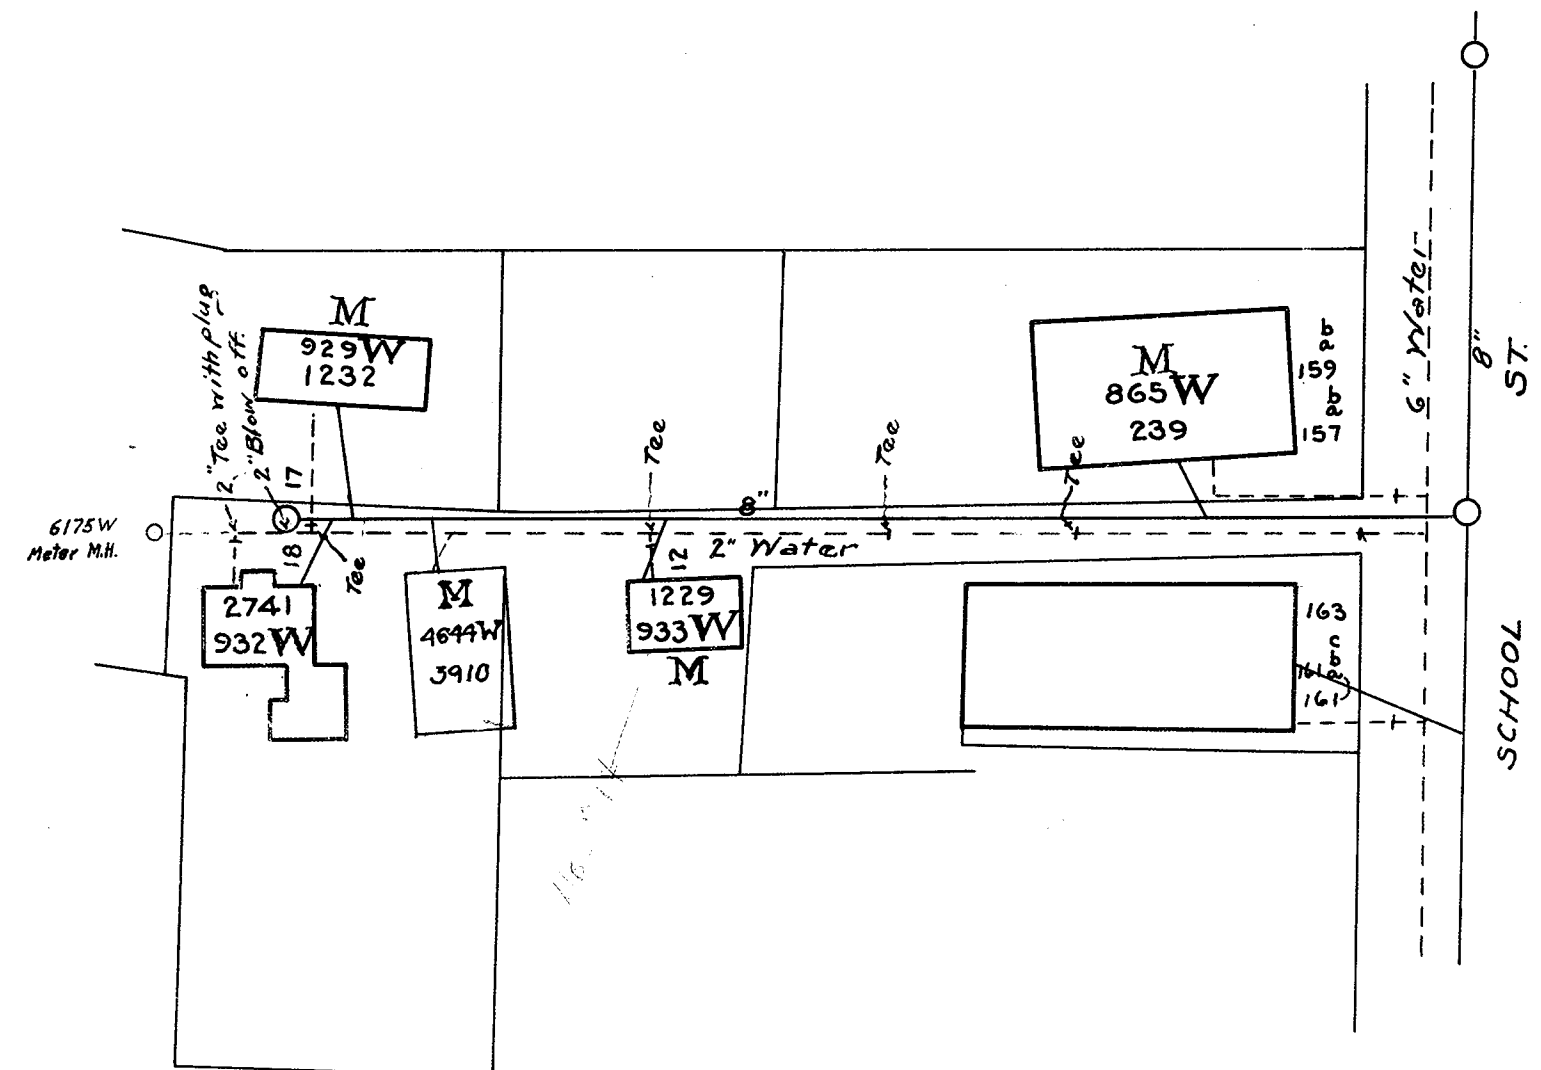 M
929W
1232
2" Tee with plug
2" Blow off.
17
18
Tee
6175W
Meter M.H.
2741
932W
M
4644W
3910
Tee
12
1229
933W
M
8"
2" Water
Tee
Tee
M
865W
239
159
157
163
161
6" Water
8"
SCHOOL ST.